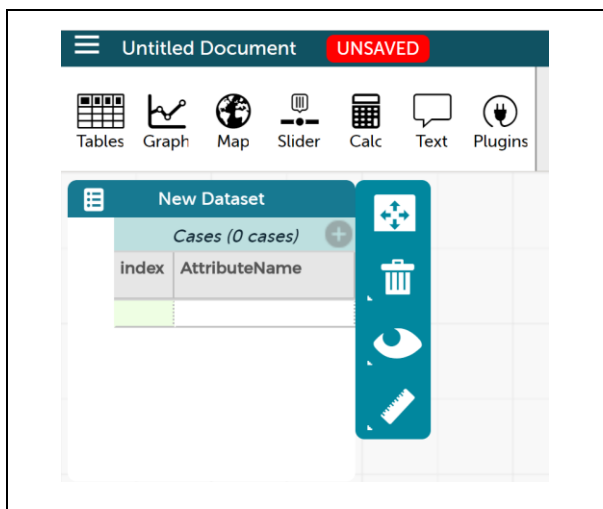 Untitled Document UNSAVED
Tables Graph Map Slider Calc Text Plugins
New Dataset
Cases (0 cases)
index AttributeName